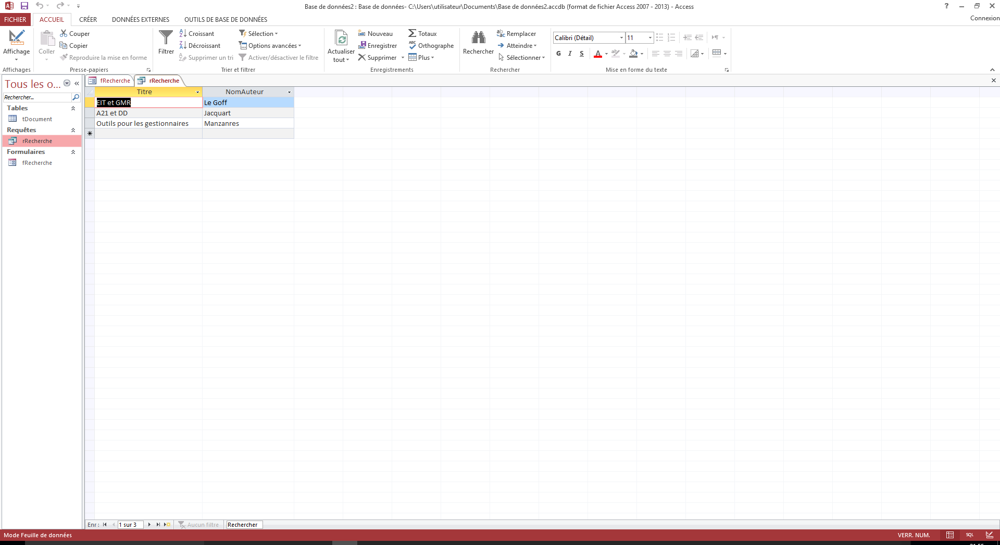 Base de données2 : Base de données- C:\Users\utilisateur\Documents\Base de données2.accdb (format de fichier Access 2007 - 2013) - Access
FICHIER ACCUEIL CRÉER DONNÉES EXTERNES OUTILS DE BASE DE DONNÉES Connexion
Affichage
Affichages
Coller
Couper
Copier
Reproduire la mise en forme
Presse-papiers
Filtrer
Croissant
Décroissant
Supprimer un tri
Sélection
Options avancées
Activer/désactiver le filtre
Trier et filtrer
Actualiser
tout
Nouveau
Enregistrer
Supprimer
Totaux
Orthographe
Plus
Enregistrements
Rechercher
Remplacer
Atteindre
Sélectionner
Rechercher
Calibri (Détail) 11
G I S
Mise en forme du texte
Tous les o...
Rechercher...
Tables
tDocument
Requêtes
rRecherche
Formulaires
fRecherche
fRecherche rRecherche
Titre NomAuteur
EIT et GMR Le Goff
A21 et DD Jacquart
Outils pour les gestionnaires Manzanres
Enr : 1 sur 3 Aucun filtre Rechercher
Mode Feuille de données VERR. NUM. SQL